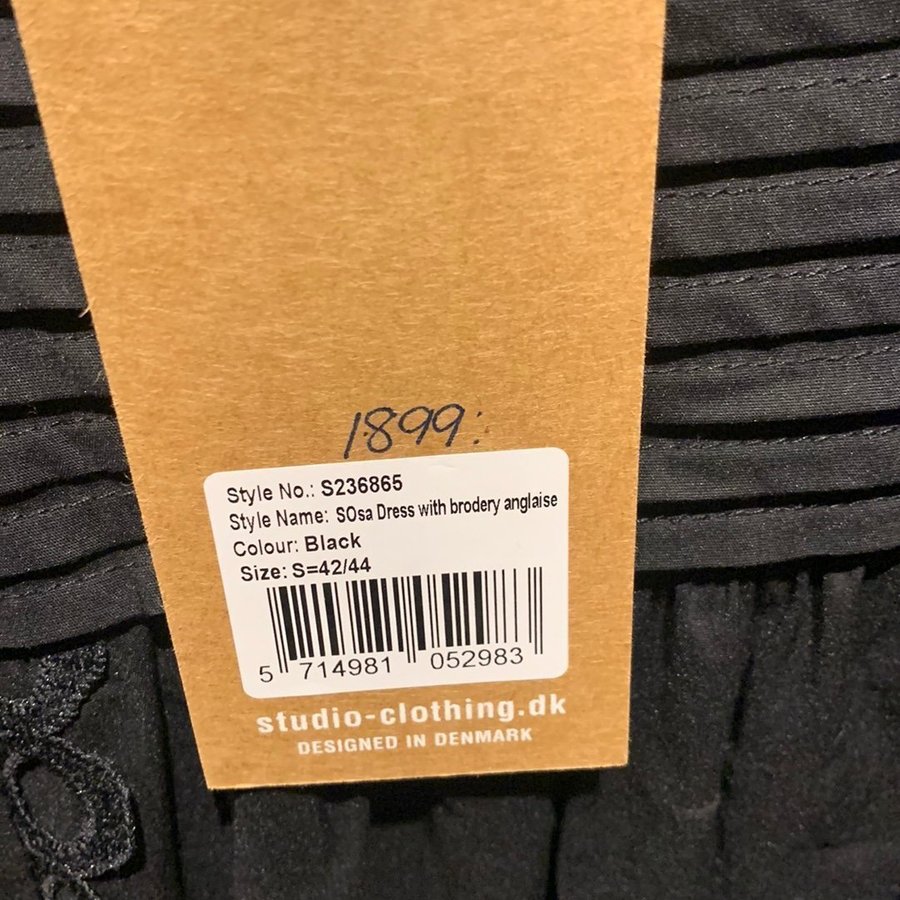 1899:
Style No.: S236865
Style Name: SOsa Dress with brodery anglaise
Colour: Black
Size: S=42/44
5 714981 052983
studio-clothing.dk
DESIGNED IN DENMARK